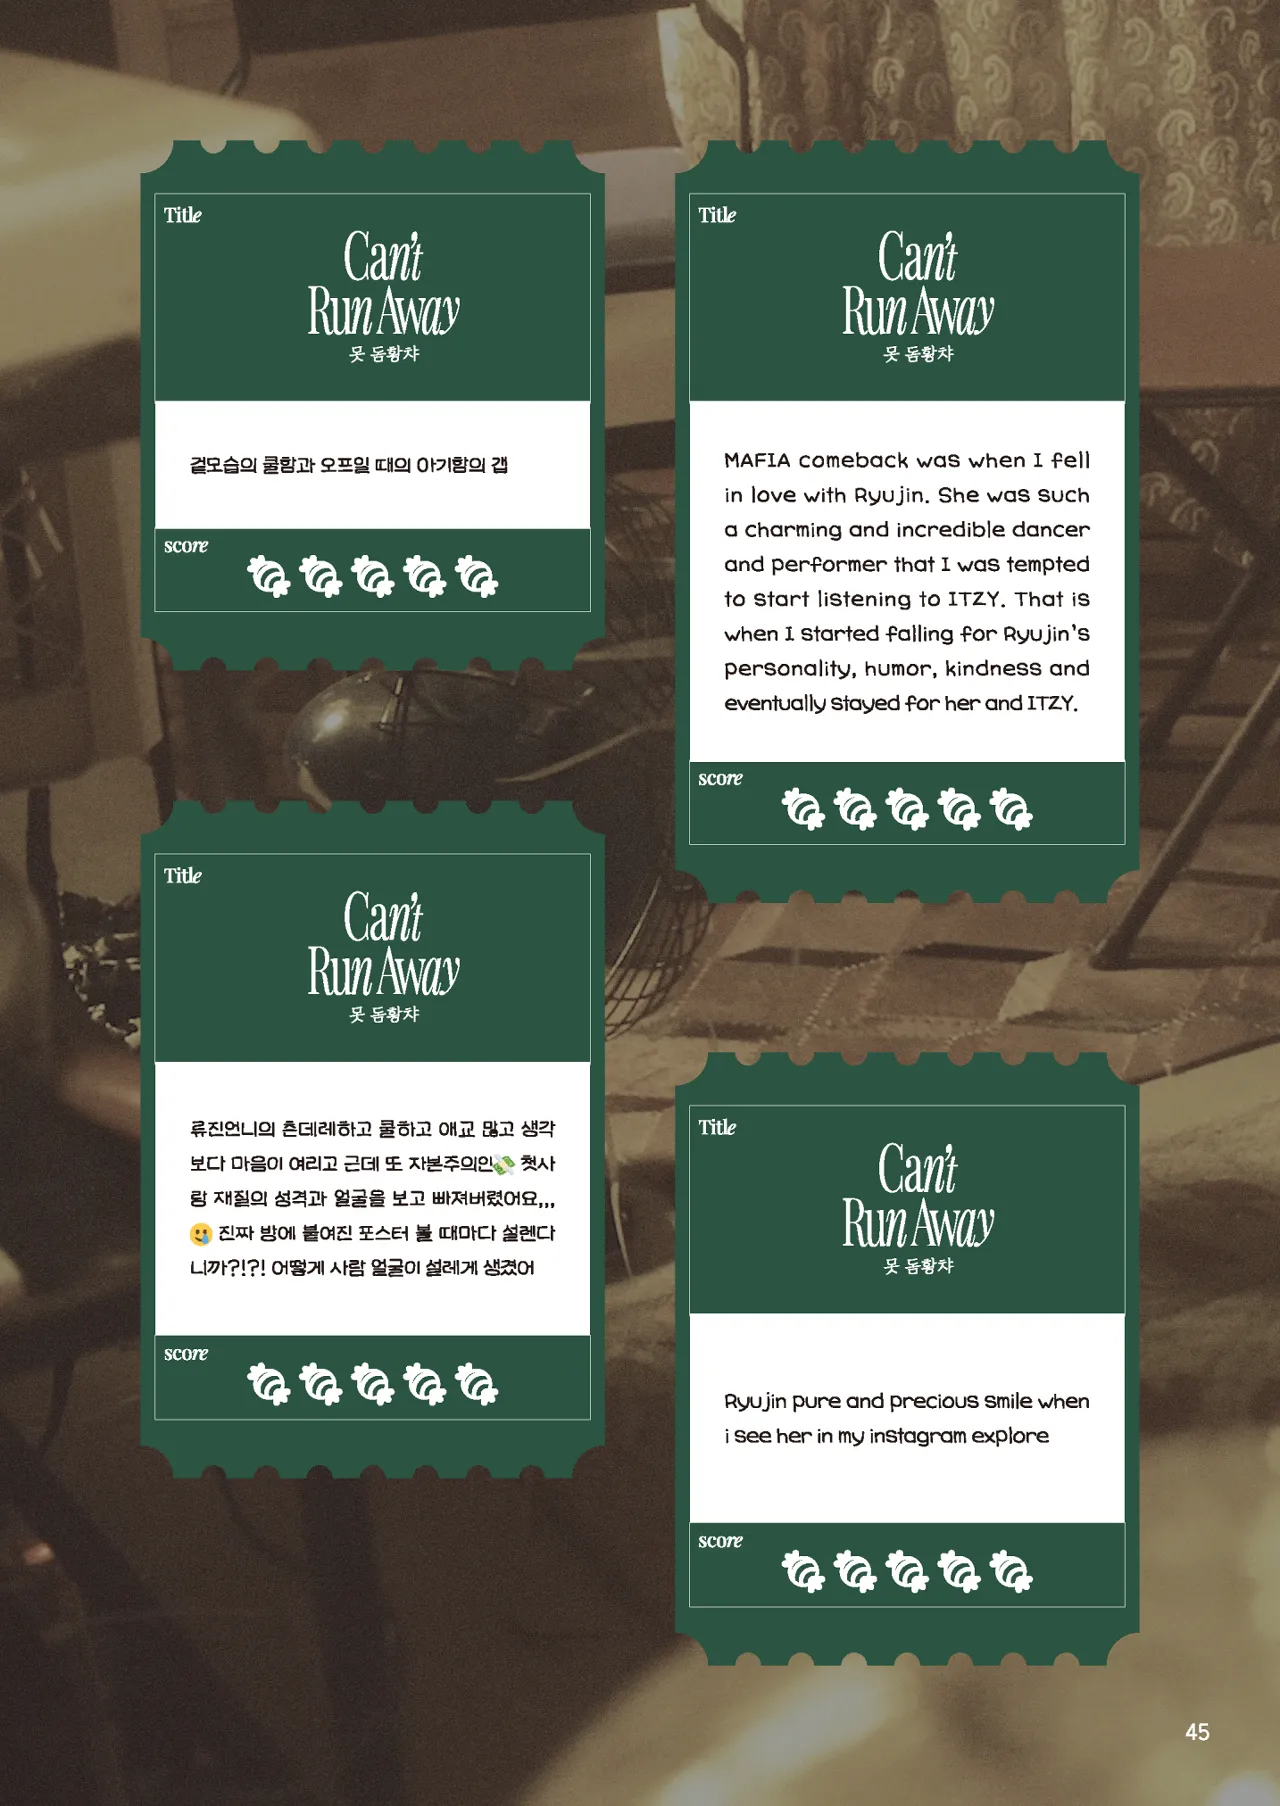 Title
Can't
Run Away
못 돔황챠
겉모습의 쿨함과 오프일 때의 아기함의 갭
score
Title
Can't
Run Away
못 돔황챠
MAFIA comeback was when I fell
in love with Ryujin. She was such
a charming and incredible dancer
and performer that I was tempted
to start listening to ITZY. That is
when I started falling for Ryujin's
personality, humor, kindness and
eventually stayed for her and ITZY.
score
Title
Can't
Run Away
못 돔황챠
류진언니의 츤데레하고 쿨하고 애교 많고 생각
보다 마음이 여리고 근데 또 자본주의인💸 첫사
랑 재질의 성격과 얼굴을 보고 빠져버렸어요,,,
🥲 진짜 방에 붙여진 포스터 볼 때마다 설렌다
니까?!?! 어떻게 사람 얼굴이 설레게 생겼어
score
Title
Can't
Run Away
못 돔황챠
Ryujin pure and precious smile when
i see her in my instagram explore
score
45